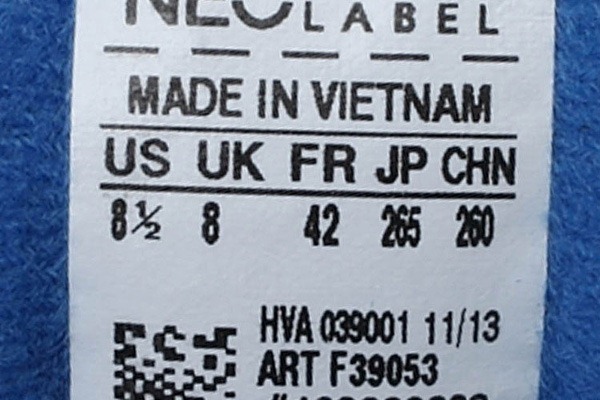 NEO LABEL
MADE IN VIETNAM
US UK FR JP CHN
8½ 8 42 265 260
HVA 039001 11/13
ART F39053